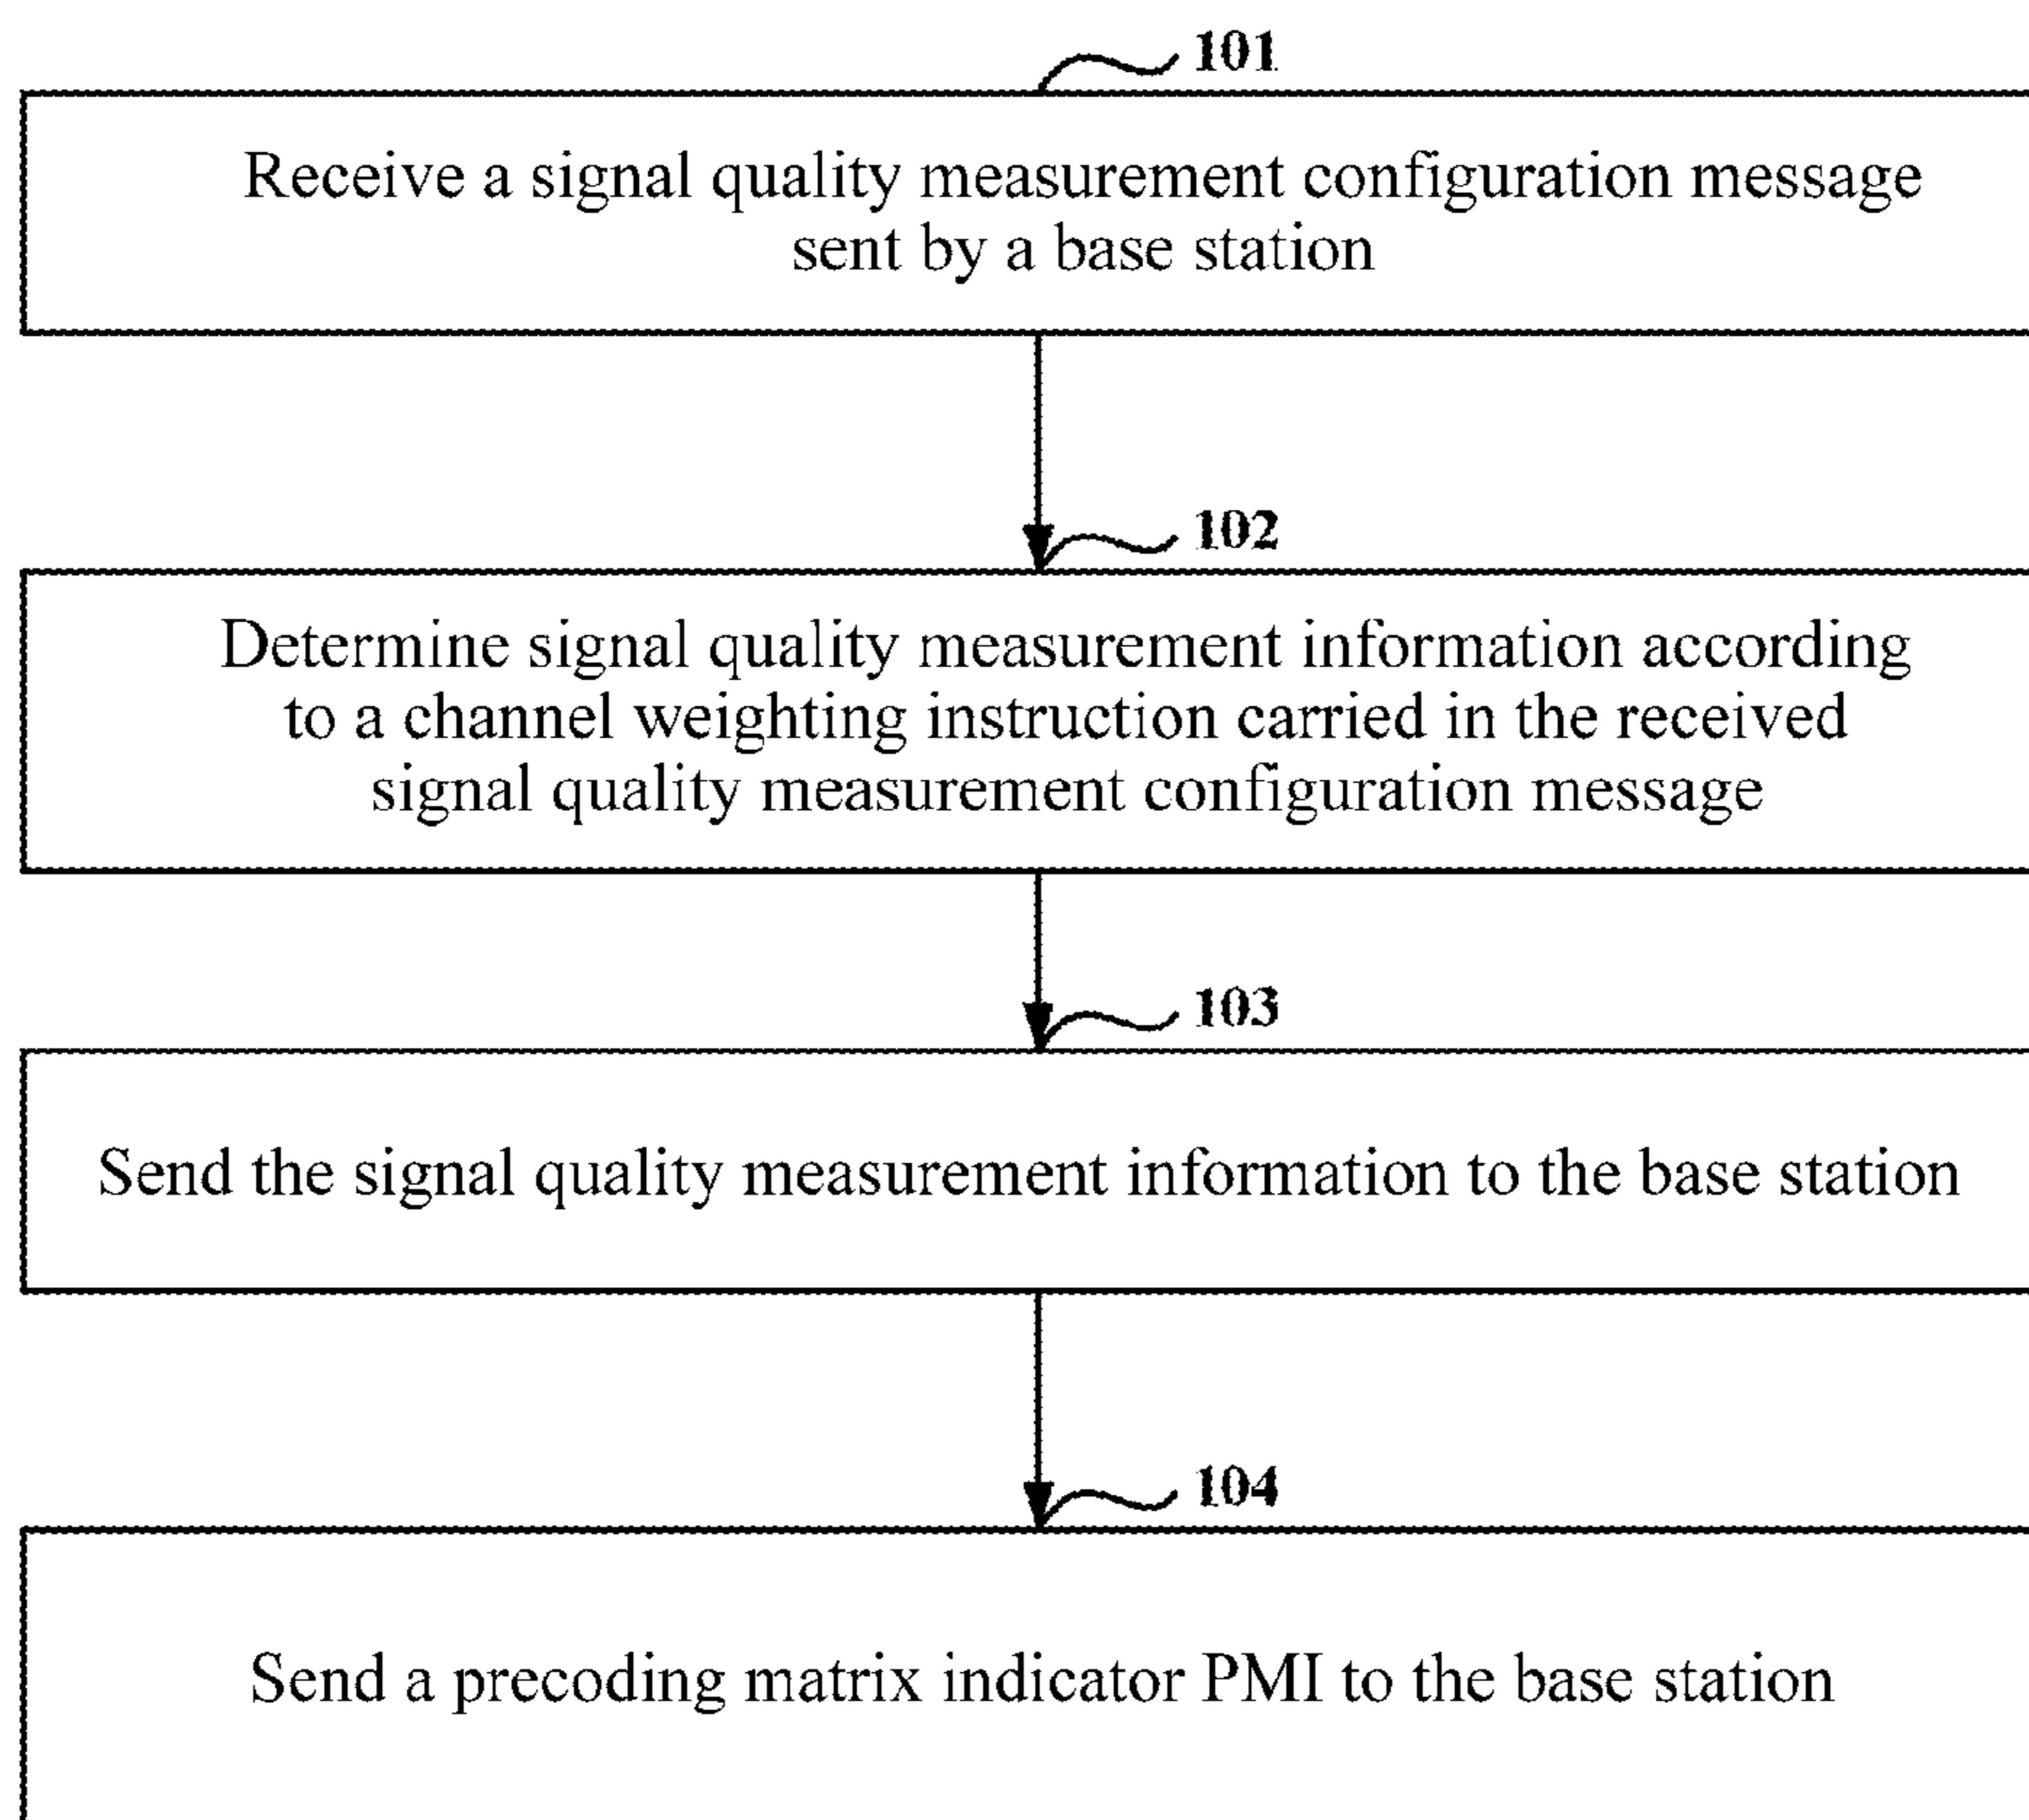 101
Receive a signal quality measurement configuration message
sent by a base station
102
Determine signal quality measurement information according
to a channel weighting instruction carried in the received
signal quality measurement configuration message
103
Send the signal quality measurement information to the base station
104
Send a precoding matrix indicator PMI to the base station